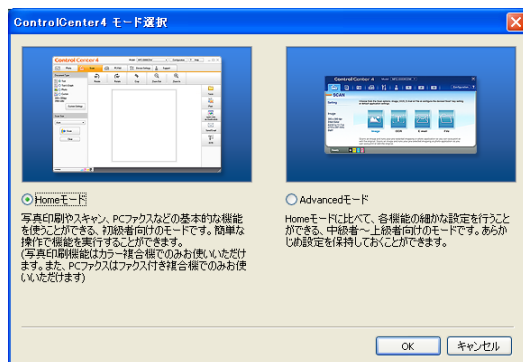 ControlCenter4 モード選択
Control Center 4
Control Center 4
SCAN
Homeモード
写真印刷やスキャン、PCファクスなどの基本的な機能
を使うことができる、初級者向けのモードです。簡単な
操作で機能を実行することができます。
(写真印刷機能はカラー複合機でのみお使いいただけ
ます。また、PCファクスはファクス付き複合機でのみお使
いいただけます)
Advancedモード
Homeモードに比べて、各機能の細かな設定を行うこと
ができる、中級者～上級者向けのモードです。あらか
じめ設定を保持しておくことができます。
OK
キャンセル